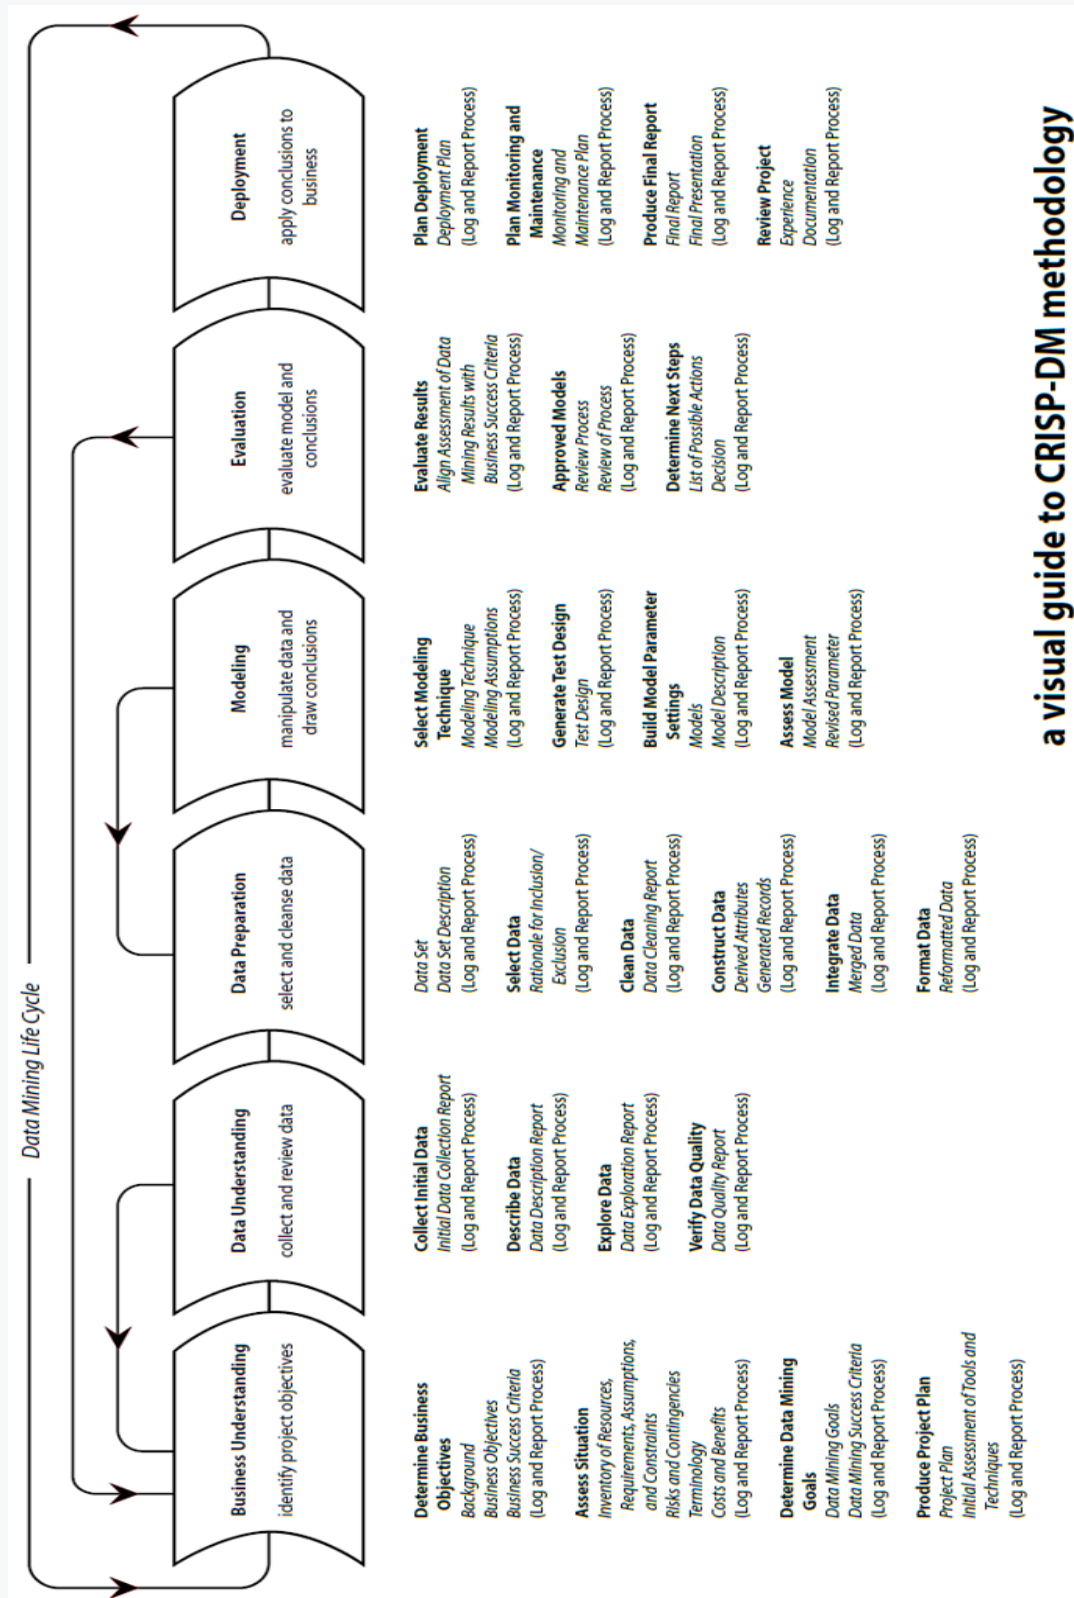 Data Mining Life Cycle
Business Understanding
identify project objectives
Data Understanding
collect and review data
Data Preparation
select and cleanse data
Modeling
manipulate data and
draw conclusions
Evaluation
evaluate model and
conclusions
Deployment
apply conclusions to
business
Determine Business
Objectives
Background
Business Objectives
Business Success Criteria
(Log and Report Process)
Assess Situation
Inventory of Resources,
Requirements, Assumptions,
and Constraints
Risks and Contingencies
Terminology
Costs and Benefits
(Log and Report Process)
Determine Data Mining
Goals
Data Mining Goals
Data Mining Success Criteria
(Log and Report Process)
Produce Project Plan
Project Plan
Initial Assessment of Tools and
Techniques
(Log and Report Process)
Collect Initial Data
Initial Data Collection Report
(Log and Report Process)
Describe Data
Data Description Report
(Log and Report Process)
Explore Data
Data Exploration Report
(Log and Report Process)
Verify Data Quality
Data Quality Report
(Log and Report Process)
Data Set
Data Set Description
(Log and Report Process)
Select Data
Rationale for Inclusion/
Exclusion
(Log and Report Process)
Clean Data
Data Cleaning Report
(Log and Report Process)
Construct Data
Derived Attributes
Generated Records
(Log and Report Process)
Integrate Data
Merged Data
(Log and Report Process)
Format Data
Reformatted Data
(Log and Report Process)
Select Modeling
Technique
Modeling Technique
Modeling Assumptions
(Log and Report Process)
Generate Test Design
Test Design
(Log and Report Process)
Build Model Parameter
Settings
Models
Model Description
(Log and Report Process)
Assess Model
Model Assessment
Revised Parameter
(Log and Report Process)
Evaluate Results
Align Assessment of Data
Mining Results with
Business Success Criteria
(Log and Report Process)
Approved Models
Review Process
Review of Process
(Log and Report Process)
Determine Next Steps
List of Possible Actions
Decision
(Log and Report Process)
Plan Deployment
Deployment Plan
(Log and Report Process)
Plan Monitoring and
Maintenance
Monitoring and
Maintenance Plan
(Log and Report Process)
Produce Final Report
Final Report
Final Presentation
(Log and Report Process)
Review Project
Experience
Documentation
(Log and Report Process)
a visual guide to CRISP-DM methodology